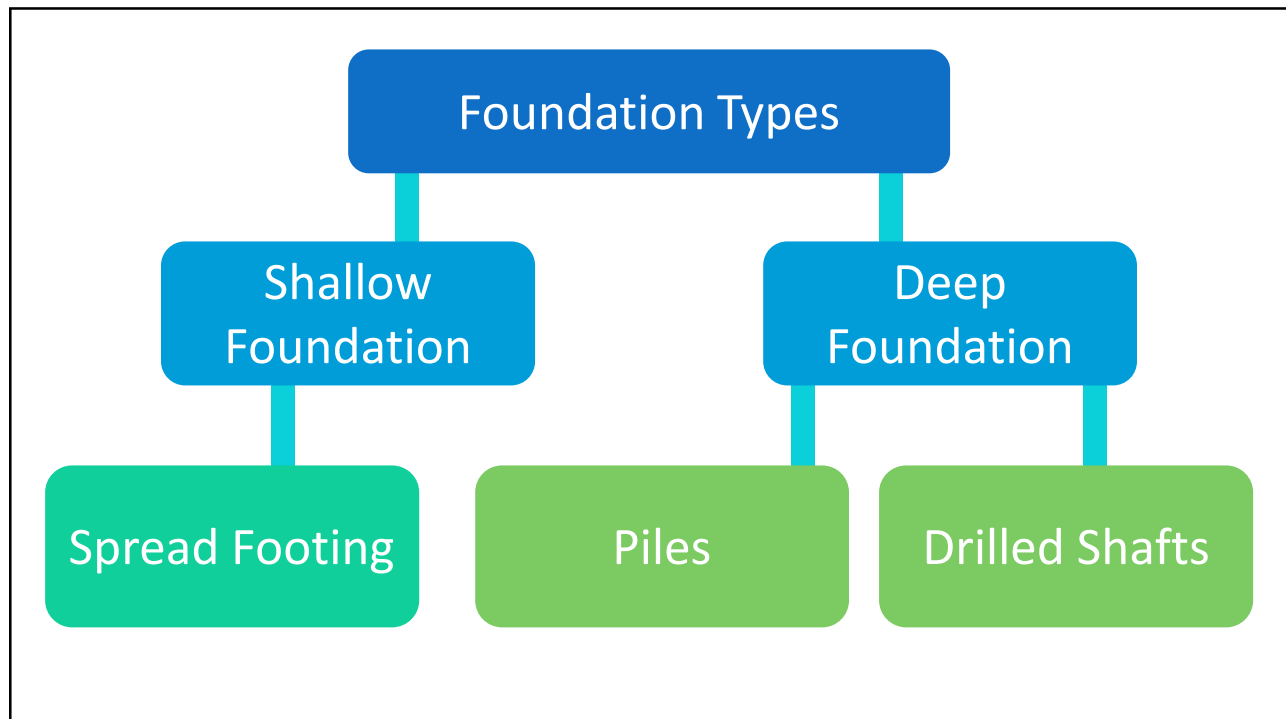 Foundation Types
Shallow
Foundation
Deep
Foundation
Spread Footing
Piles
Drilled Shafts